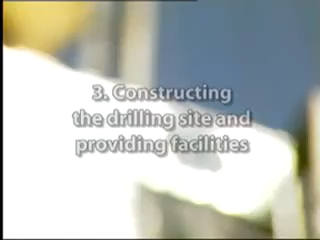 3. Constructing
the drilling site and
providing facilities